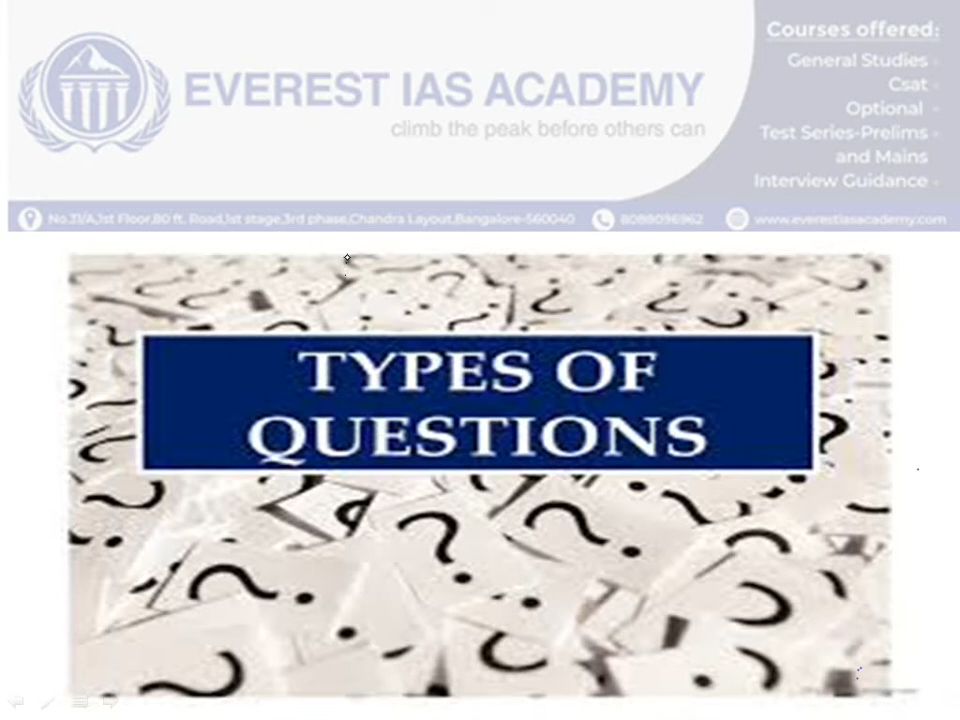 Courses offered:
General Studies
Csat
EVEREST IAS ACADEMY
Optional
climb the peak before others can
Test Series-Prelims
and Mains
Interview Guidance
No.31/A,1st Floor,80 ft. Road,1st stage,3rd phase,Chandra Layout,Bangalore-560040
8088096962
www.everestiasacademy.com
TYPES OF
QUESTIONS